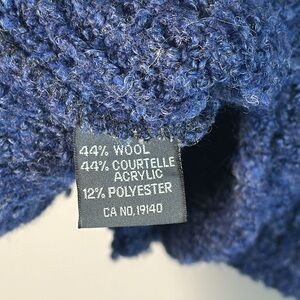 44% WOOL
44% COURTELLE
ACRYLIC
12% POLYESTER
CA NO, 19140